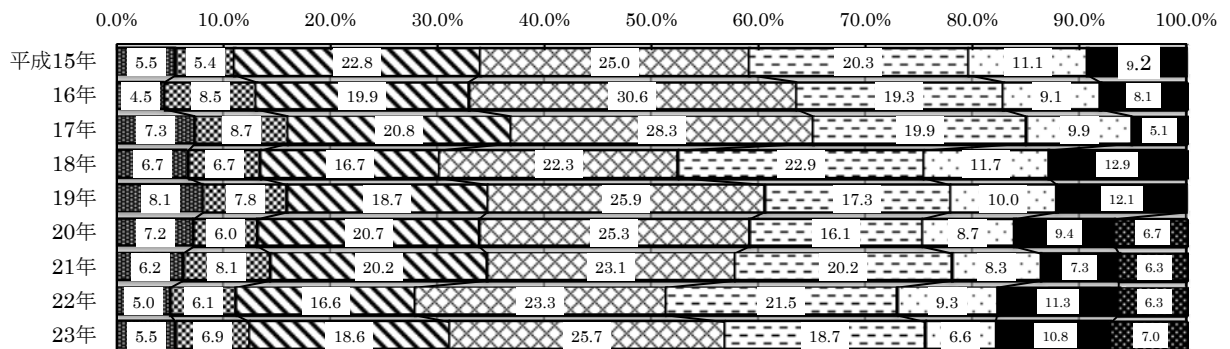 0.0% 10.0% 20.0% 30.0% 40.0% 50.0% 60.0% 70.0% 80.0% 90.0% 100.0%
平成15年 5.5 5.4 22.8 25.0 20.3 11.1 9.2
16年 4.5 8.5 19.9 30.6 19.3 9.1 8.1
17年 7.3 8.7 20.8 28.3 19.9 9.9 5.1
18年 6.7 6.7 16.7 22.3 22.9 11.7 12.9
19年 8.1 7.8 18.7 25.9 17.3 10.0 12.1
20年 7.2 6.0 20.7 25.3 16.1 8.7 9.4 6.7
21年 6.2 8.1 20.2 23.1 20.2 8.3 7.3 6.3
22年 5.0 6.1 16.6 23.3 21.5 9.3 11.3 6.3
23年 5.5 6.9 18.6 25.7 18.7 6.6 10.8 7.0